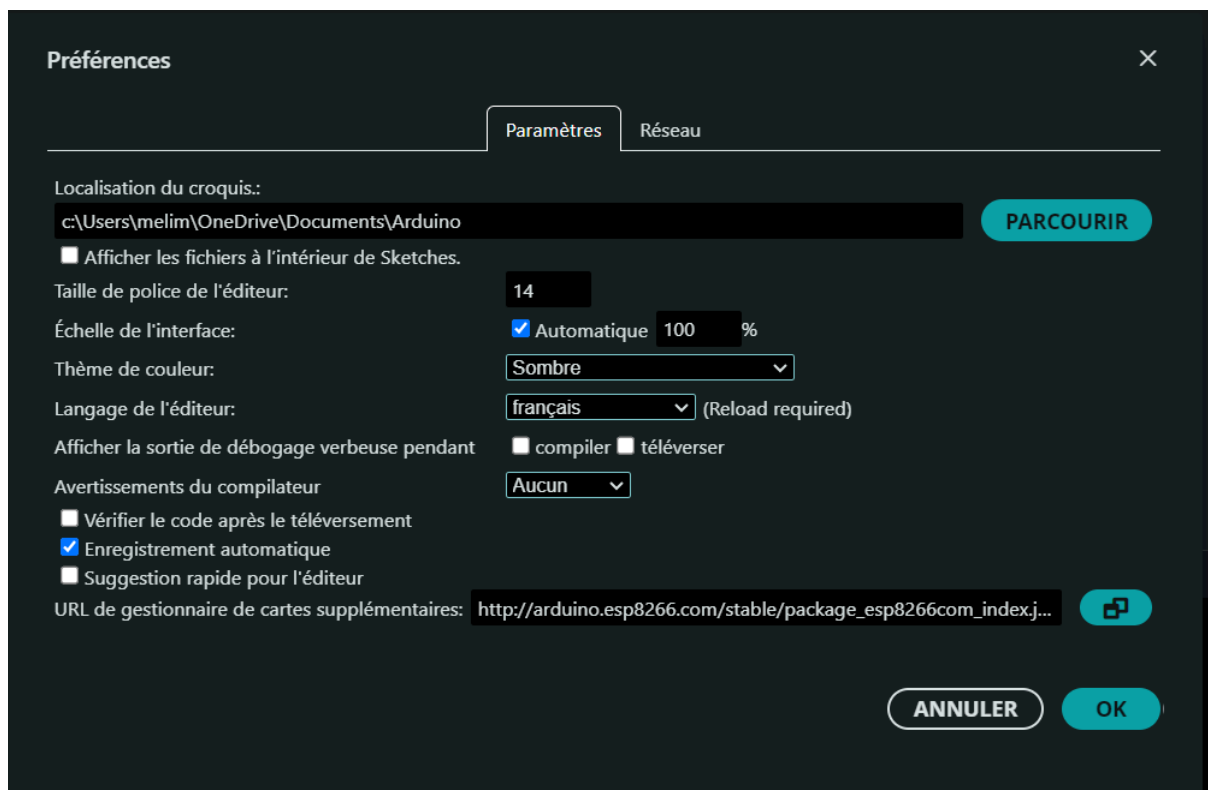 Préférences
Paramètres Réseau
Localisation du croquis.:
c:\Users\melim\OneDrive\Documents\Arduino PARCOURIR
Afficher les fichiers à l'intérieur de Sketches.
Taille de police de l'éditeur: 14
Échelle de l'interface: Automatique 100 %
Thème de couleur: Sombre
Langage de l'éditeur: français (Reload required)
Afficher la sortie de débogage verbeuse pendant compiler téléverser
Avertissements du compilateur Aucun
Vérifier le code après le téléversement
Enregistrement automatique
Suggestion rapide pour l'éditeur
URL de gestionnaire de cartes supplémentaires: http://arduino.esp8266.com/stable/package_esp8266com_index.j...
ANNULER OK